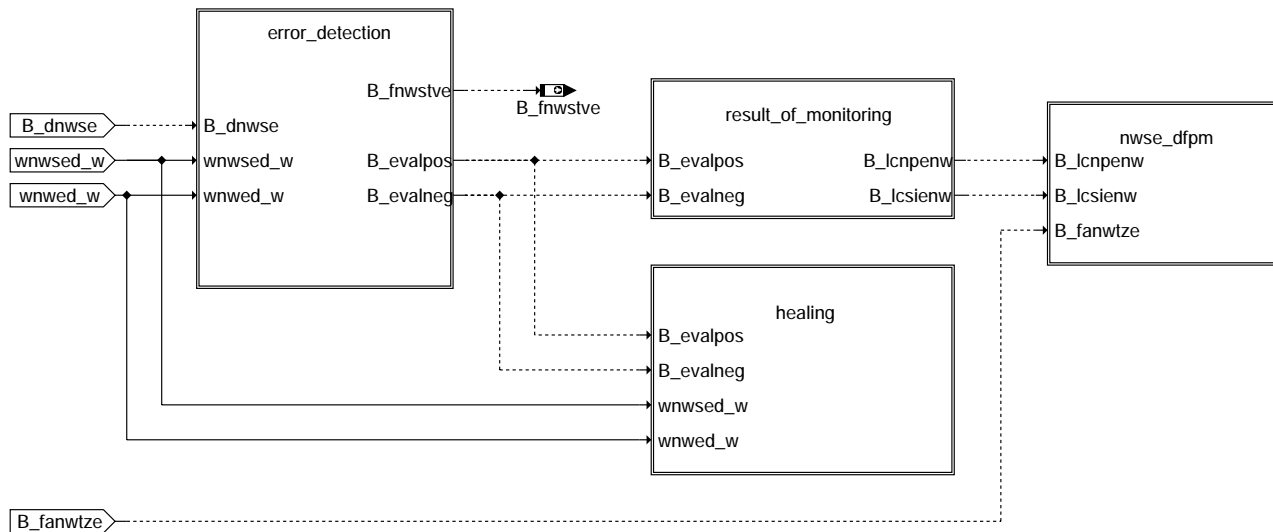 error_detection
B_fnwstve
B_fnwstve
B_dnwse
B_dnwse
wnwsed_w
wnwsed_w
wnwed_w
wnwed_w
B_evalpos
B_evalneg
result_of_monitoring
B_evalpos
B_evalneg
B_lcnpenw
B_lcsienw
nwse_dfpm
B_lcnpenw
B_lcsienw
B_fanwtze
healing
B_evalpos
B_evalneg
wnwsed_w
wnwed_w
B_fanwtze